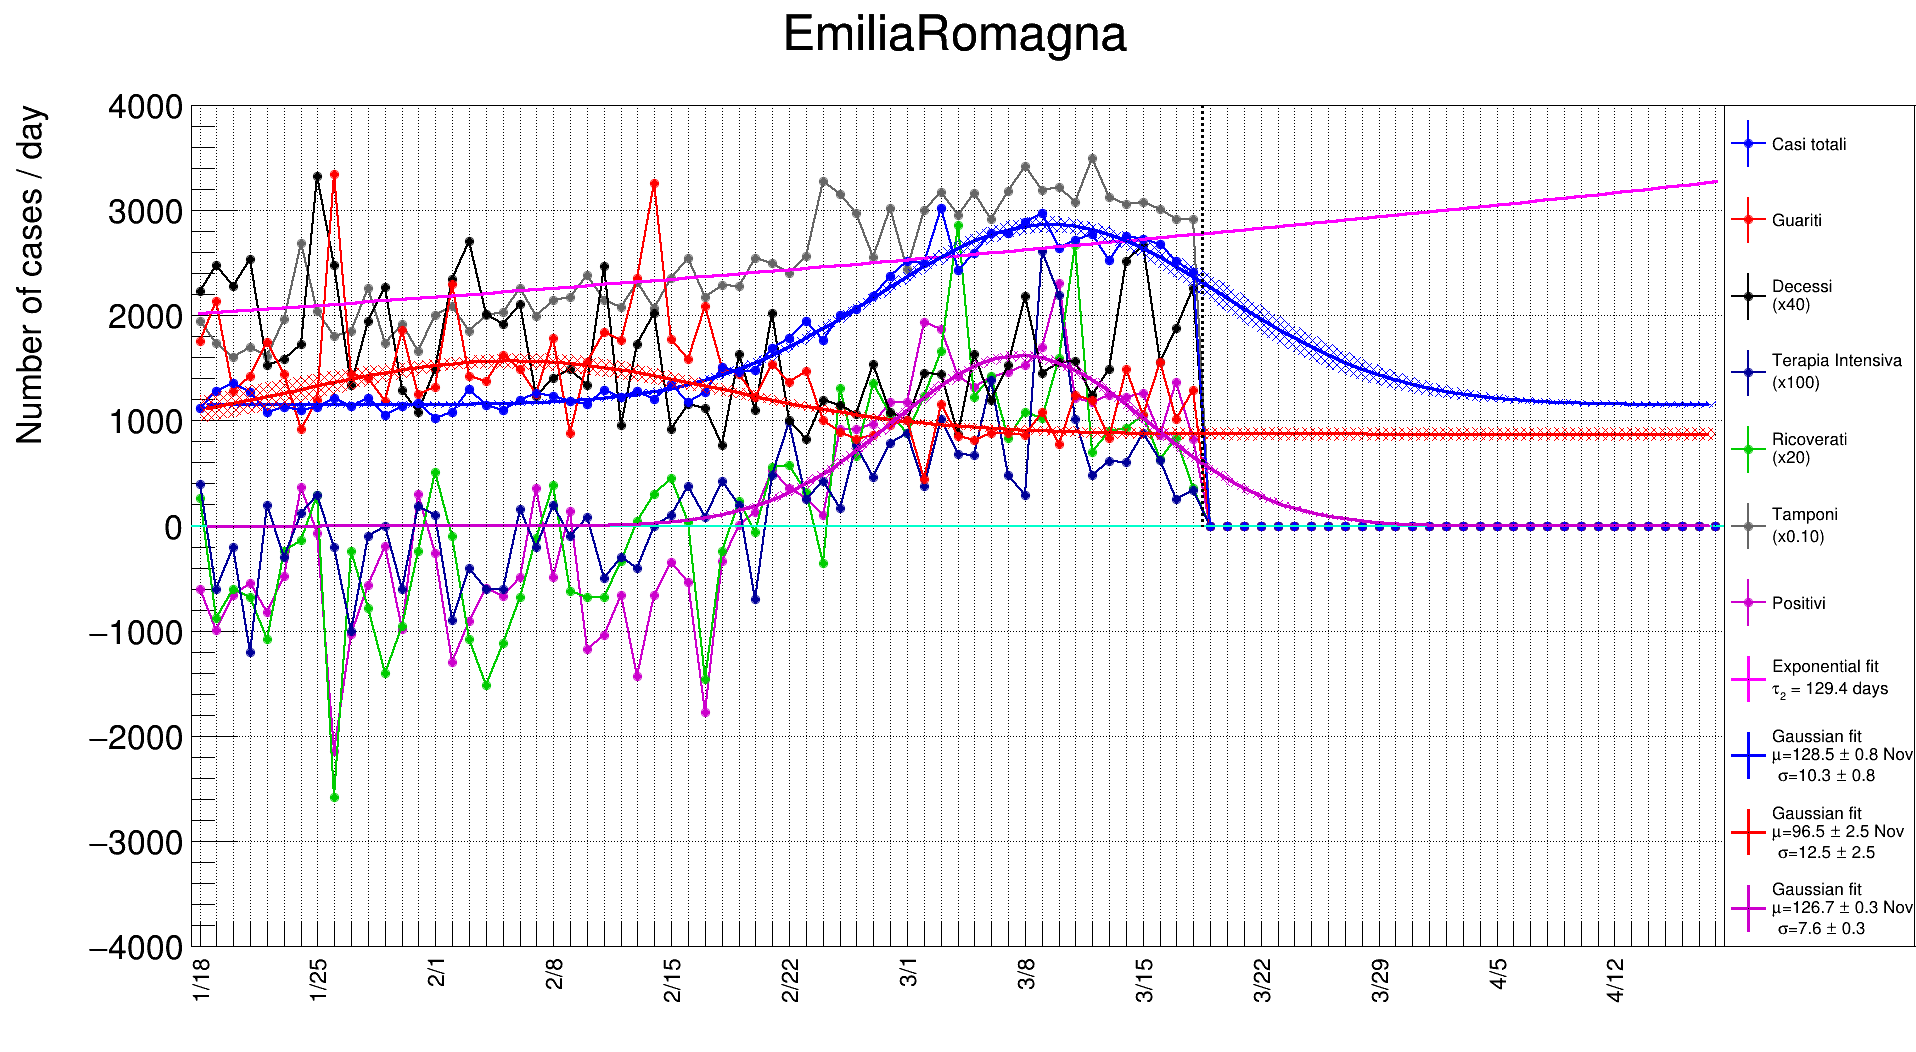 EmiliaRomagna
Number of cases / day
4000
3000
2000
1000
0
−1000
−2000
−3000
−4000
1/18
1/25
2/1
2/8
2/15
2/22
3/1
3/8
3/15
3/22
3/29
4/5
4/12
Casi totali
Guariti
Decessi
(x40)
Terapia Intensiva
(x100)
Ricoverati
(x20)
Tamponi
(x0.10)
Positivi
Exponential fit
τ2 = 129.4 days
Gaussian fit
μ=128.5 ± 0.8 Nov
σ=10.3 ± 0.8
Gaussian fit
μ=96.5 ± 2.5 Nov
σ=12.5 ± 2.5
Gaussian fit
μ=126.7 ± 0.3 Nov
σ=7.6 ± 0.3